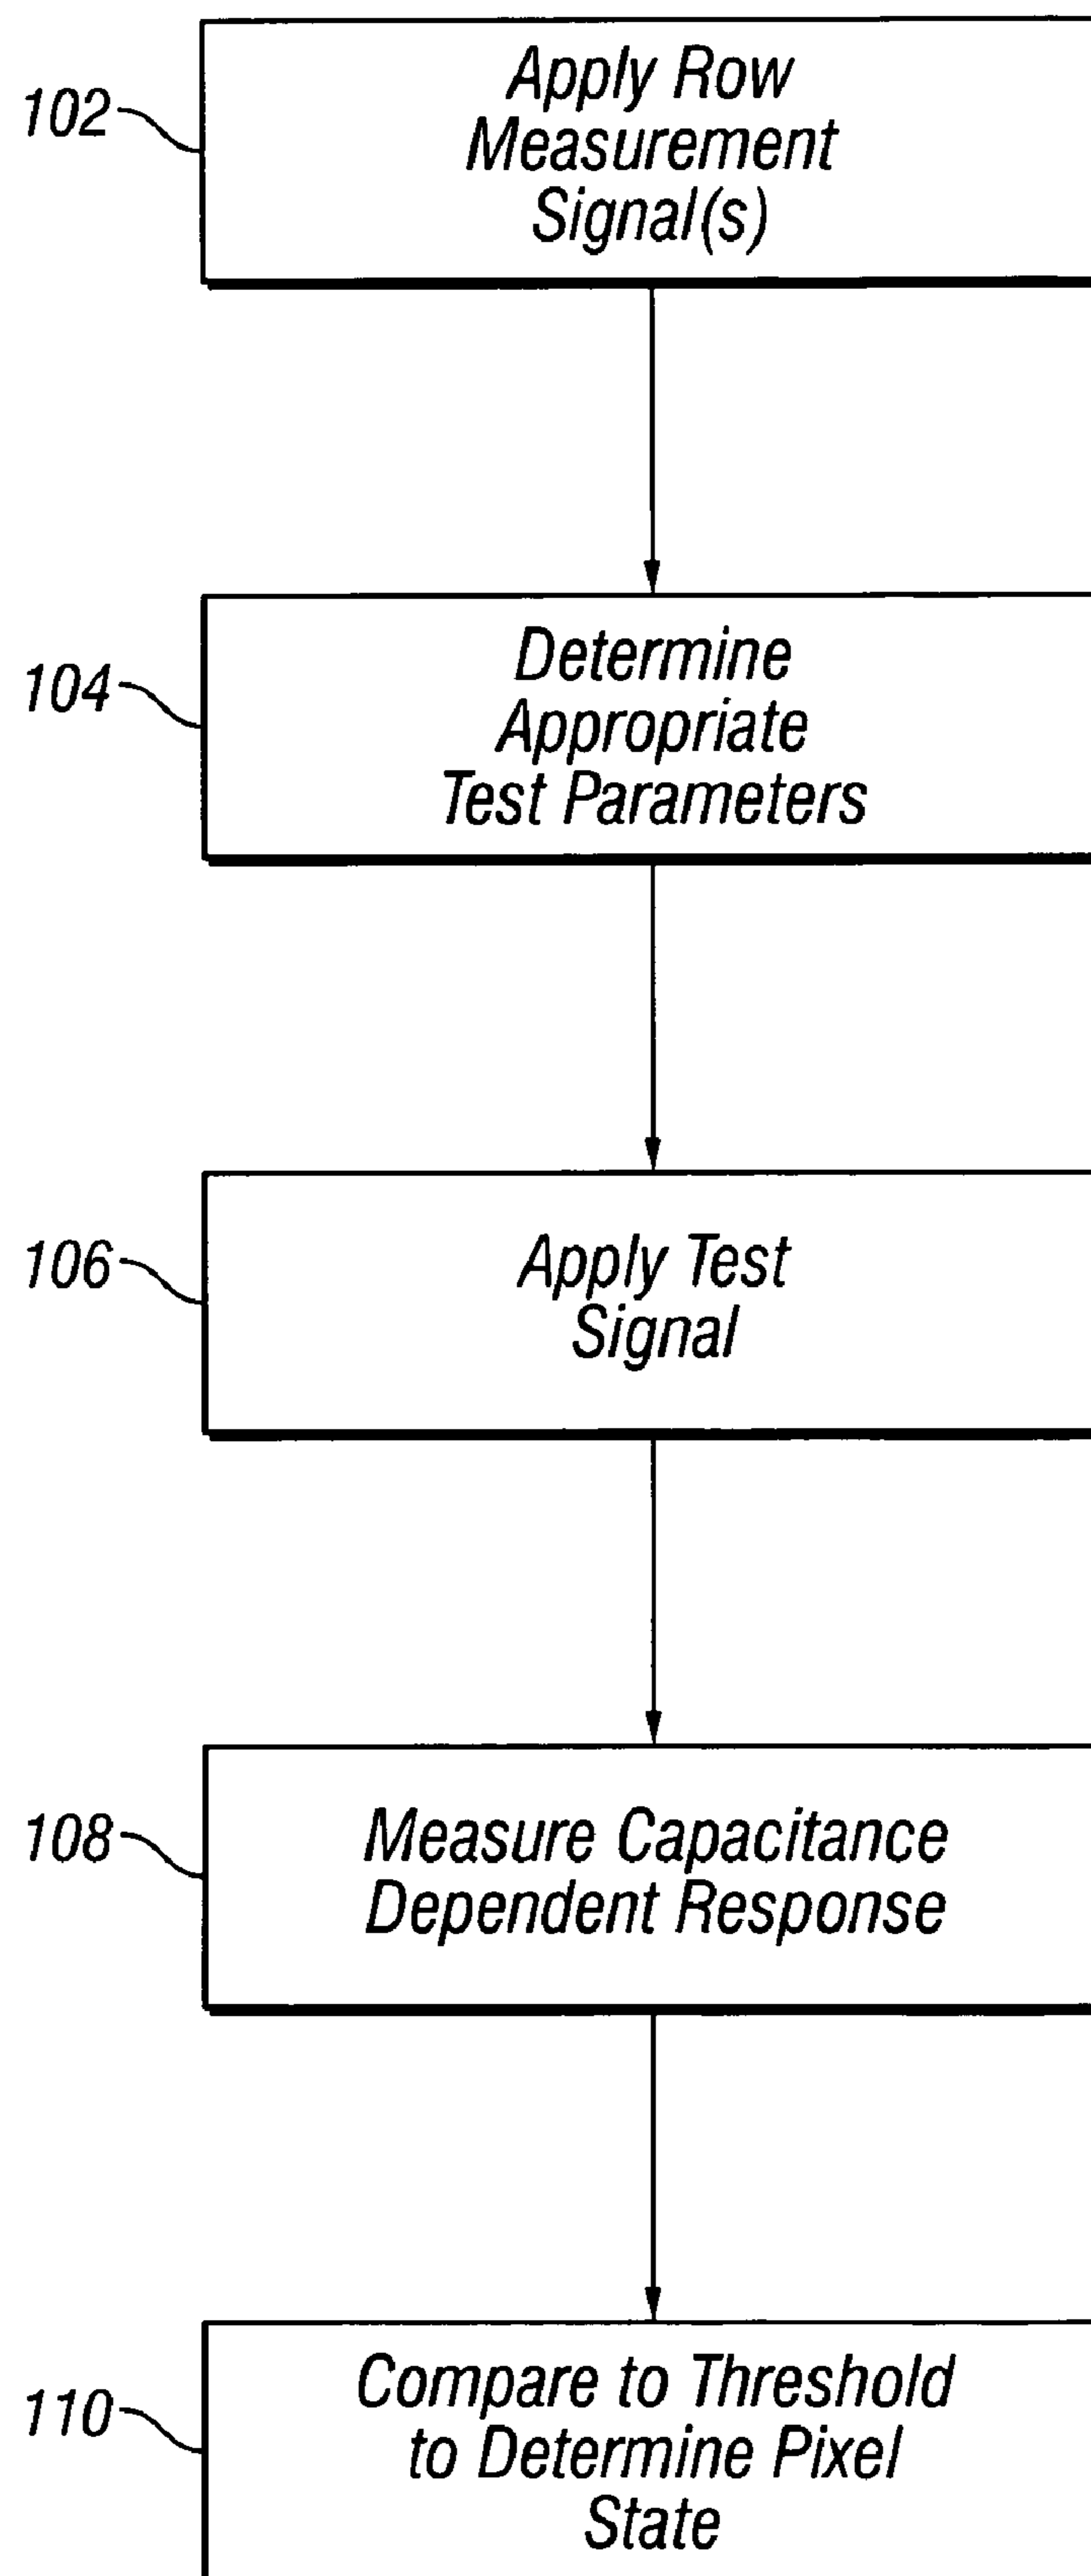 102
Apply Row
Measurement
Signal(s)
104
Determine
Appropriate
Test Parameters
106
Apply Test
Signal
108
Measure Capacitance
Dependent Response
110
Compare to Threshold
to Determine Pixel
State